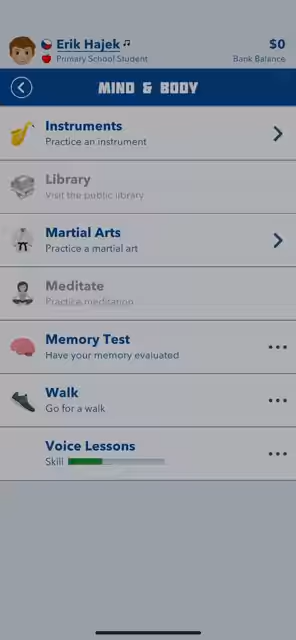 Erik Hajek
$0
Primary School Student
Bank Balance
MIND & BODY
Instruments
Practice an instrument
Library
Visit the public library
Martial Arts
Practice a martial art
Meditate
Practice meditation
Memory Test
Have your memory evaluated
Walk
Go for a walk
Voice Lessons
Skill